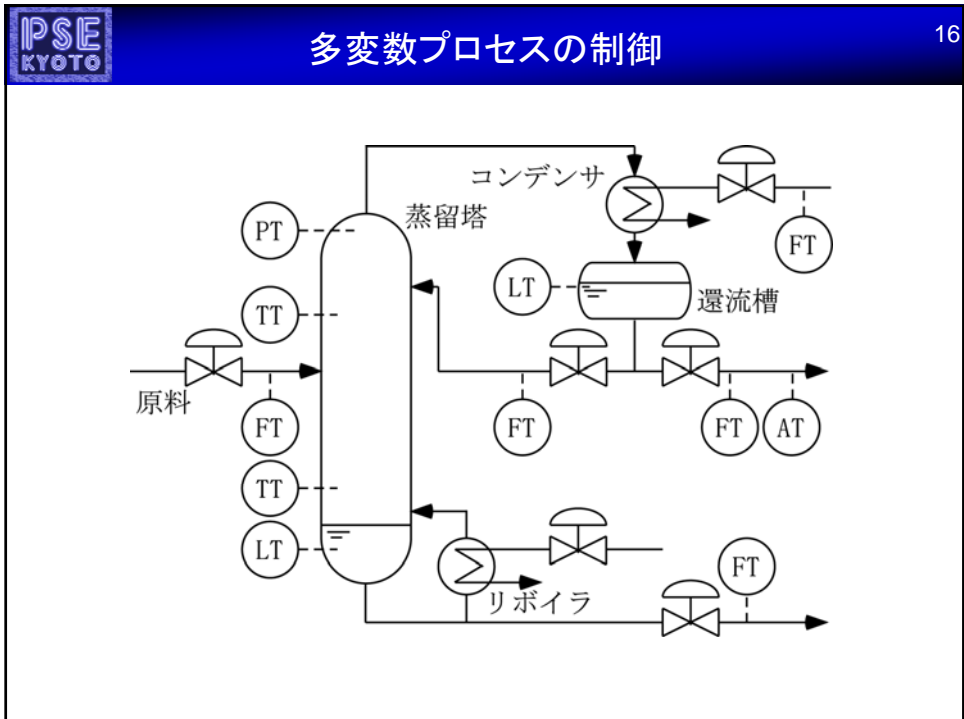 PSE
KYOTO
多変数プロセスの制御
16
コンデンサ
蒸留塔
PT
FT
LT
還流槽
TT
原料
FT
FT
FT
AT
TT
LT
リボイラ
FT